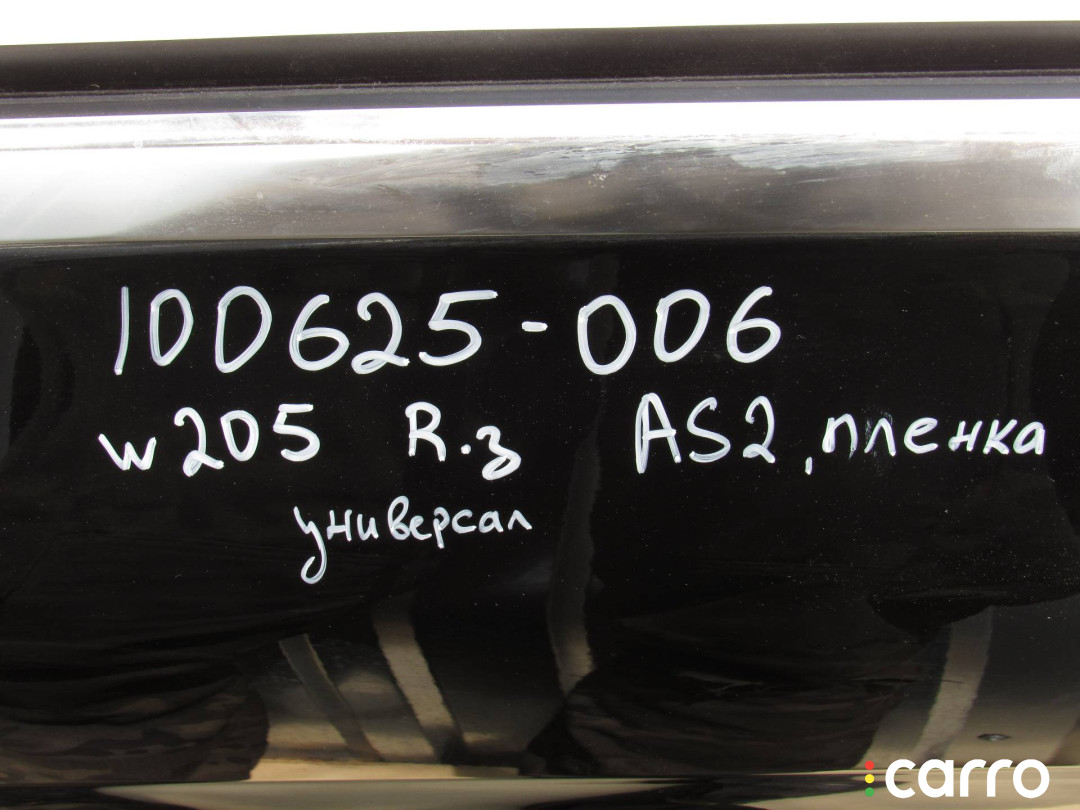 100625-006
w205 R.з AS2, пленка
универсал
carro